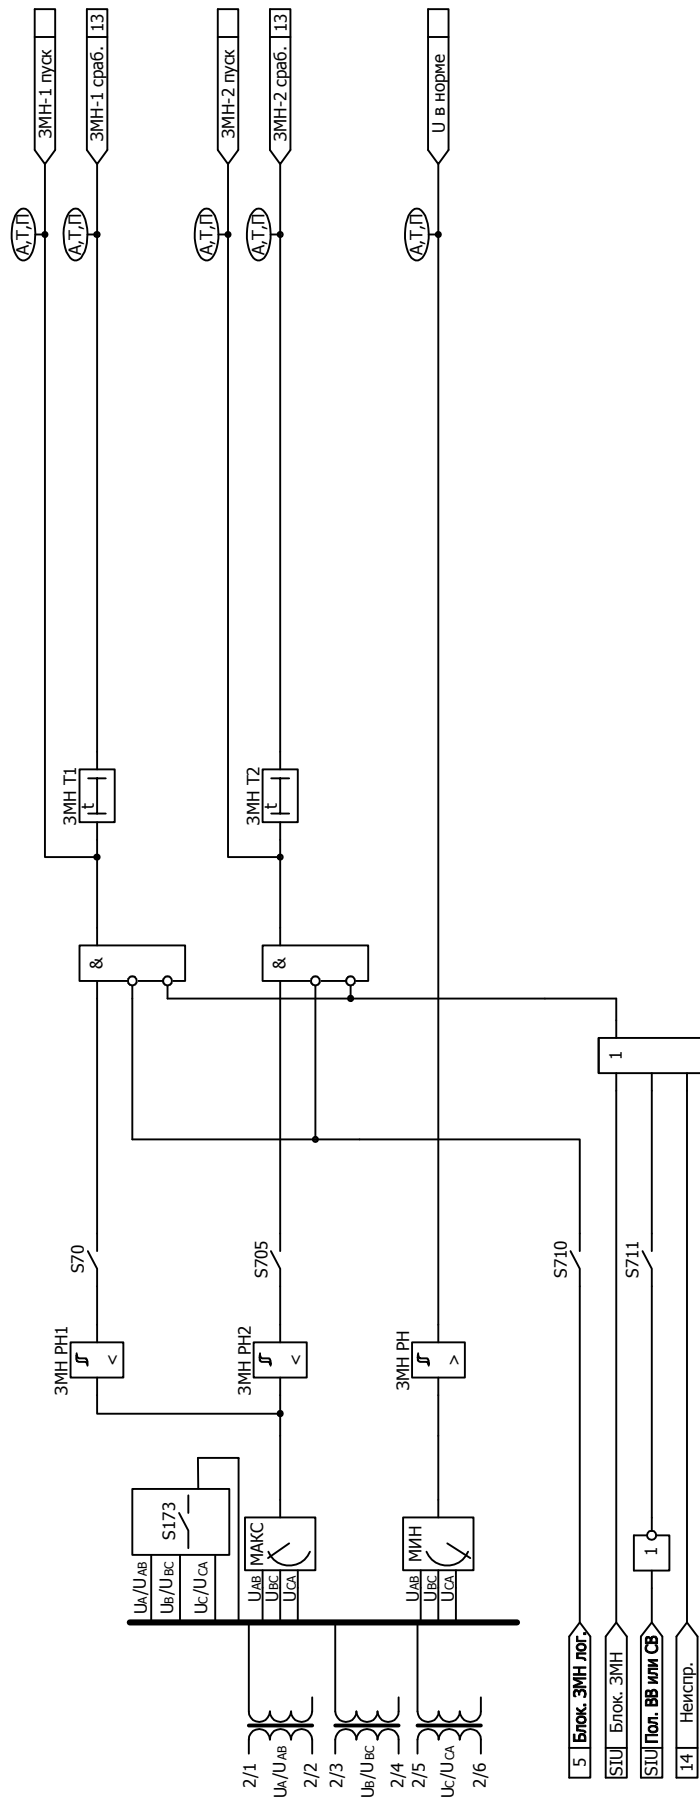 ЗМН-1 пуск
ЗМН-1 сраб. 13
ЗМН-2 пуск
ЗМН-2 сраб. 13
U в норме
А,Т,П
А,Т,П
А,Т,П
А,Т,П
А,Т,П
ЗМН Т1
t
ЗМН Т2
t
&
&
1
S70
S705
S710
S711
ЗМН РН1
<
ЗМН РН2
<
ЗМН РН
>
S173
UA/UAB
UB/UBC
UC/UCA
МАКС
UAB
UBC
UCA
МИН
UAB
UBC
UCA
1
2/1
UA/UAB
2/2
2/3
UB/UBC
2/4
2/5
UC/UCA
2/6
5 Блок. ЗМН лог.
SIU Блок. ЗМН
SIU Пол. ВВ или СВ
14 Неиспр.